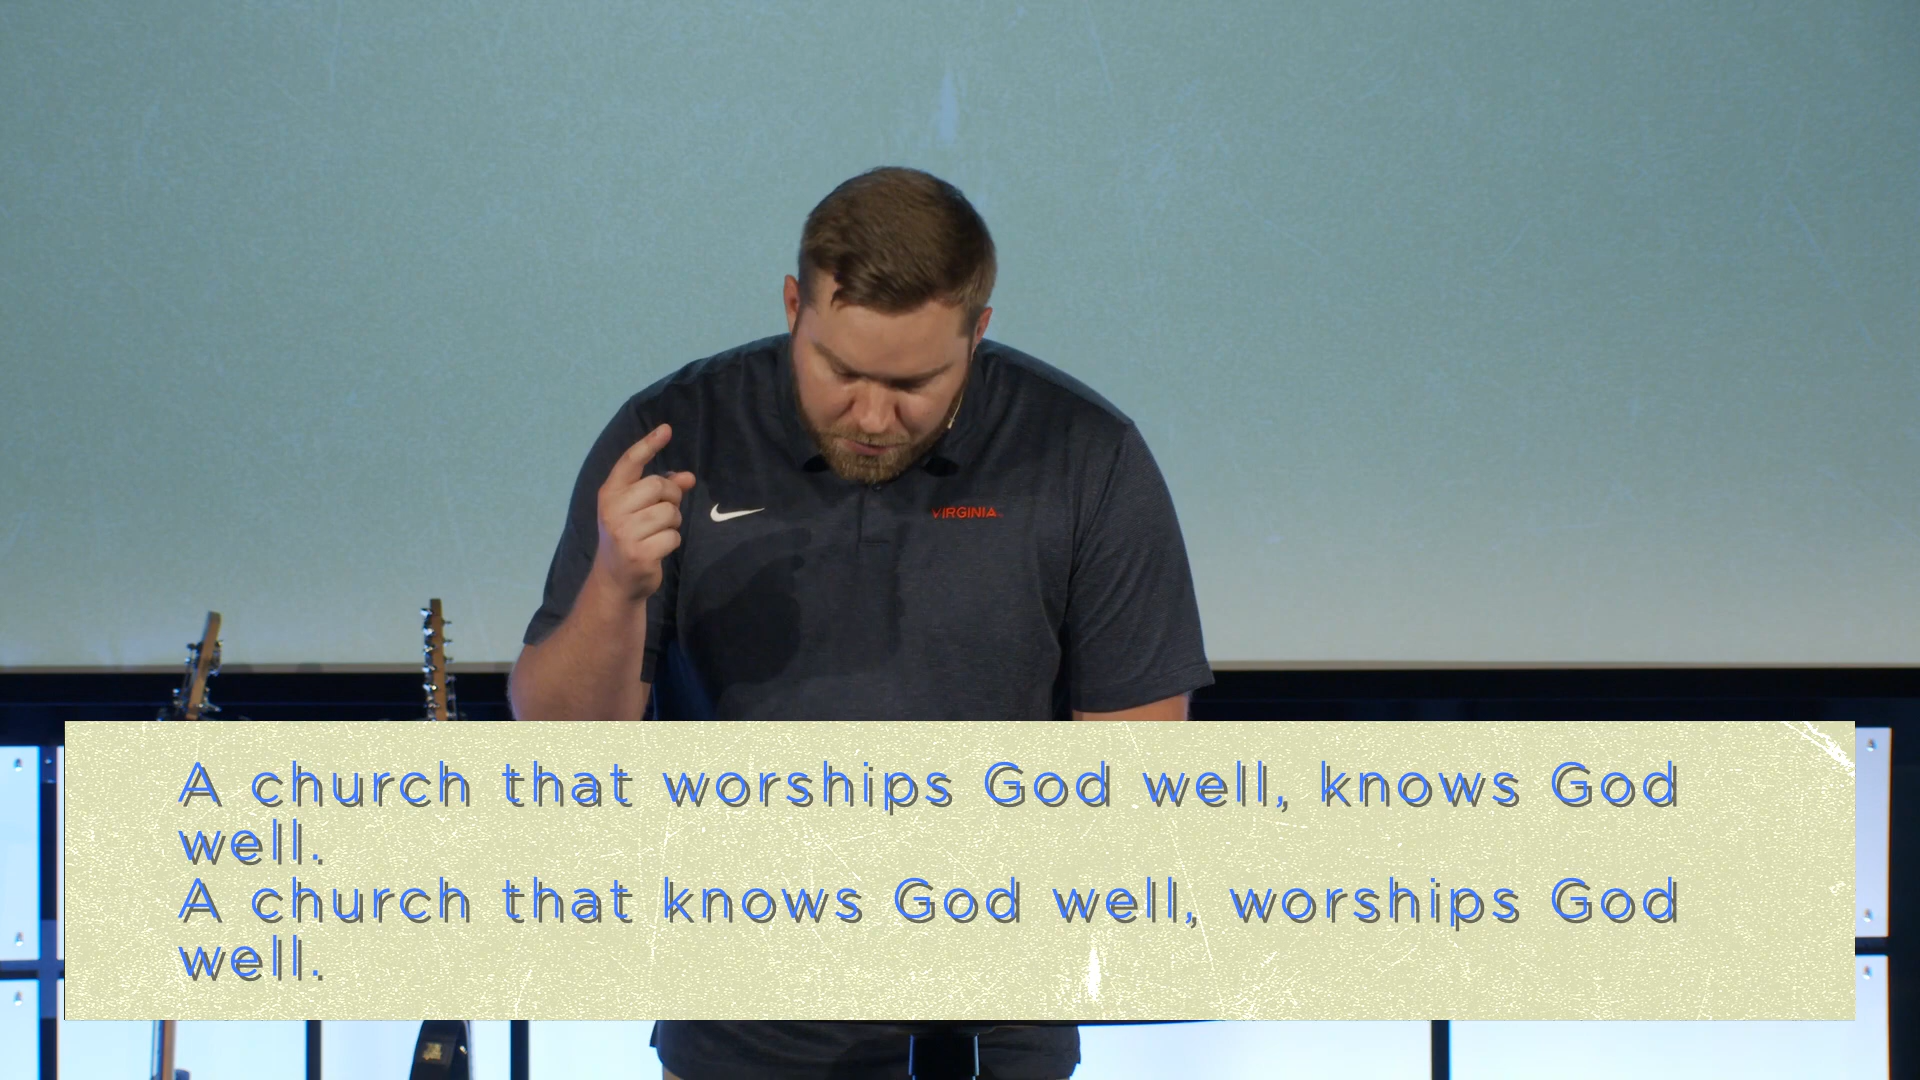 VIRGINIA
A church that worships God well, knows God
well.
A church that knows God well, worships God
well.